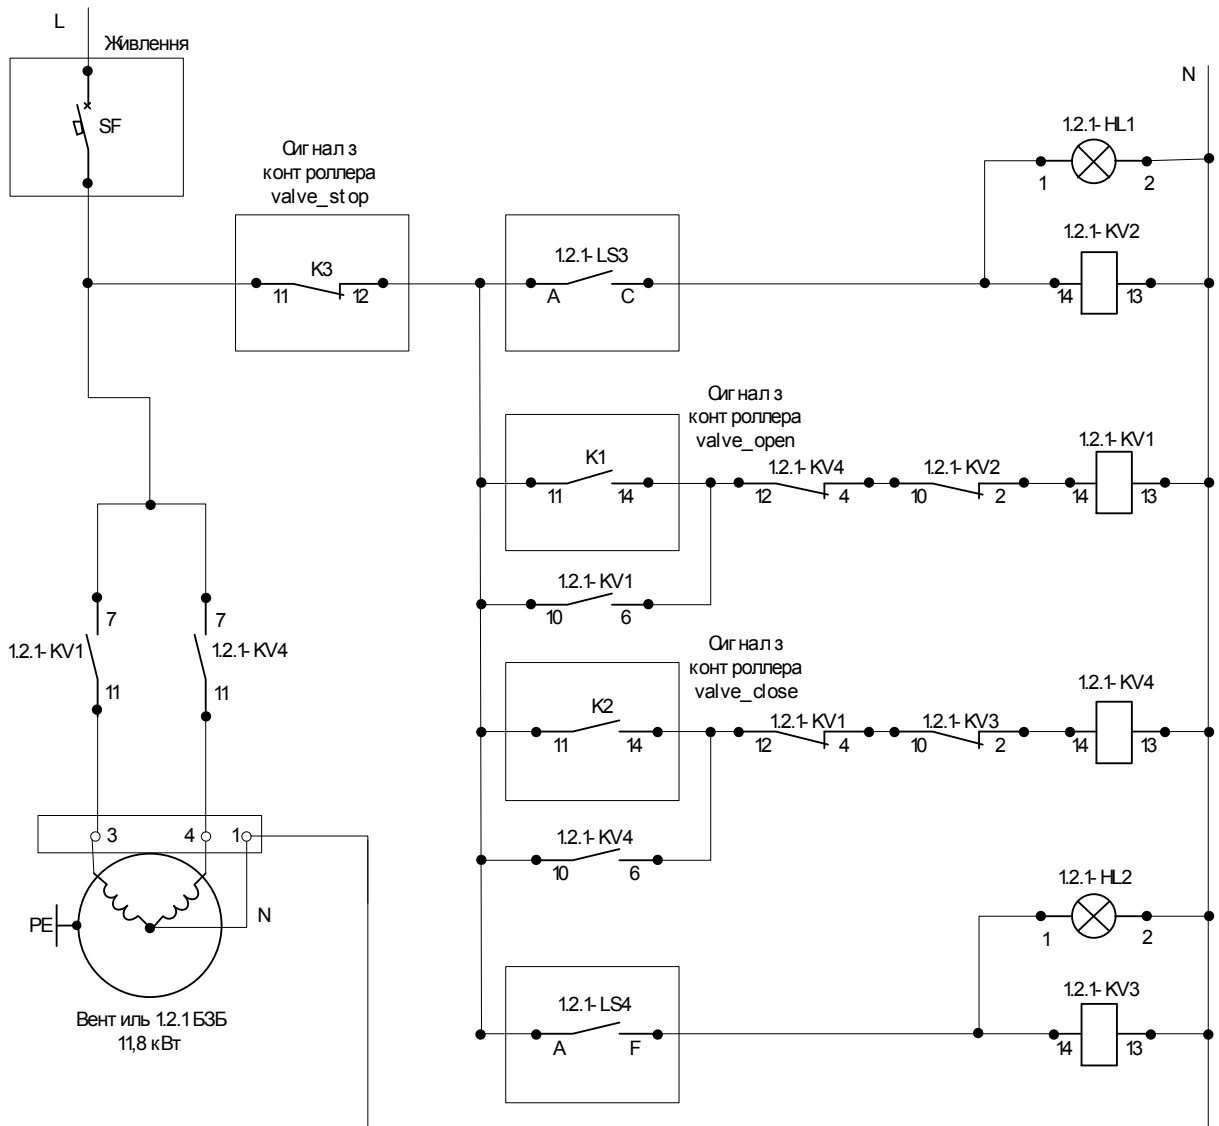 L
Живлення
SF
N
Сигнал з
контроллера
valve_stop
K3
11
12
1.2.1-LS3
A
C
1.2.1-HL1
1
2
1.2.1-KV2
14
13
Сигнал з
контроллера
valve_open
K1
11
14
1.2.1-KV4
12
4
1.2.1-KV2
10
2
1.2.1-KV1
14
13
1.2.1-KV1
10
6
7
7
1.2.1-KV1
1.2.1-KV4
11
11
Сигнал з
контроллера
valve_close
K2
11
14
1.2.1-KV1
12
4
1.2.1-KV3
10
2
1.2.1-KV4
14
13
1.2.1-KV4
10
6
3
4
1
PE
N
Вентиль 1.2.1 БЗБ
11,8 кВт
1.2.1-HL2
1
2
1.2.1-LS4
A
F
1.2.1-KV3
14
13